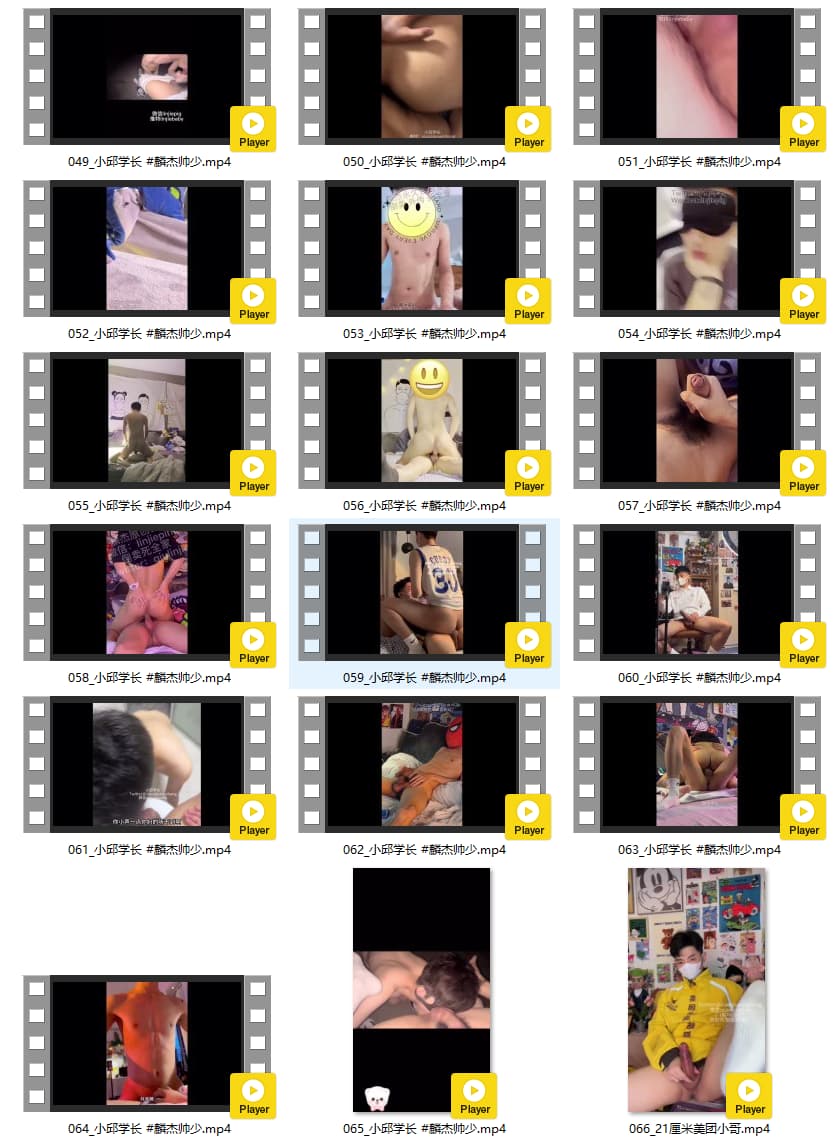 Player
Player
Player
049_小邱学长 #麟杰帅少.mp4
050_小邱学长 #麟杰帅少.mp4
051_小邱学长 #麟杰帅少.mp4
Player
Player
Player
052_小邱学长 #麟杰帅少.mp4
053_小邱学长 #麟杰帅少.mp4
054_小邱学长 #麟杰帅少.mp4
Player
Player
Player
055_小邱学长 #麟杰帅少.mp4
056_小邱学长 #麟杰帅少.mp4
057_小邱学长 #麟杰帅少.mp4
30
Player
Player
Player
058_小邱学长 #麟杰帅少.mp4
059_小邱学长 #麟杰帅少.mp4
060_小邱学长 #麟杰帅少.mp4
Player
Player
Player
061_小邱学长 #麟杰帅少.mp4
062_小邱学长 #麟杰帅少.mp4
063_小邱学长 #麟杰帅少.mp4
Player
Player
Player
064_小邱学长 #麟杰帅少.mp4
065_小邱学长 #麟杰帅少.mp4
066_21厘米美团小哥.mp4